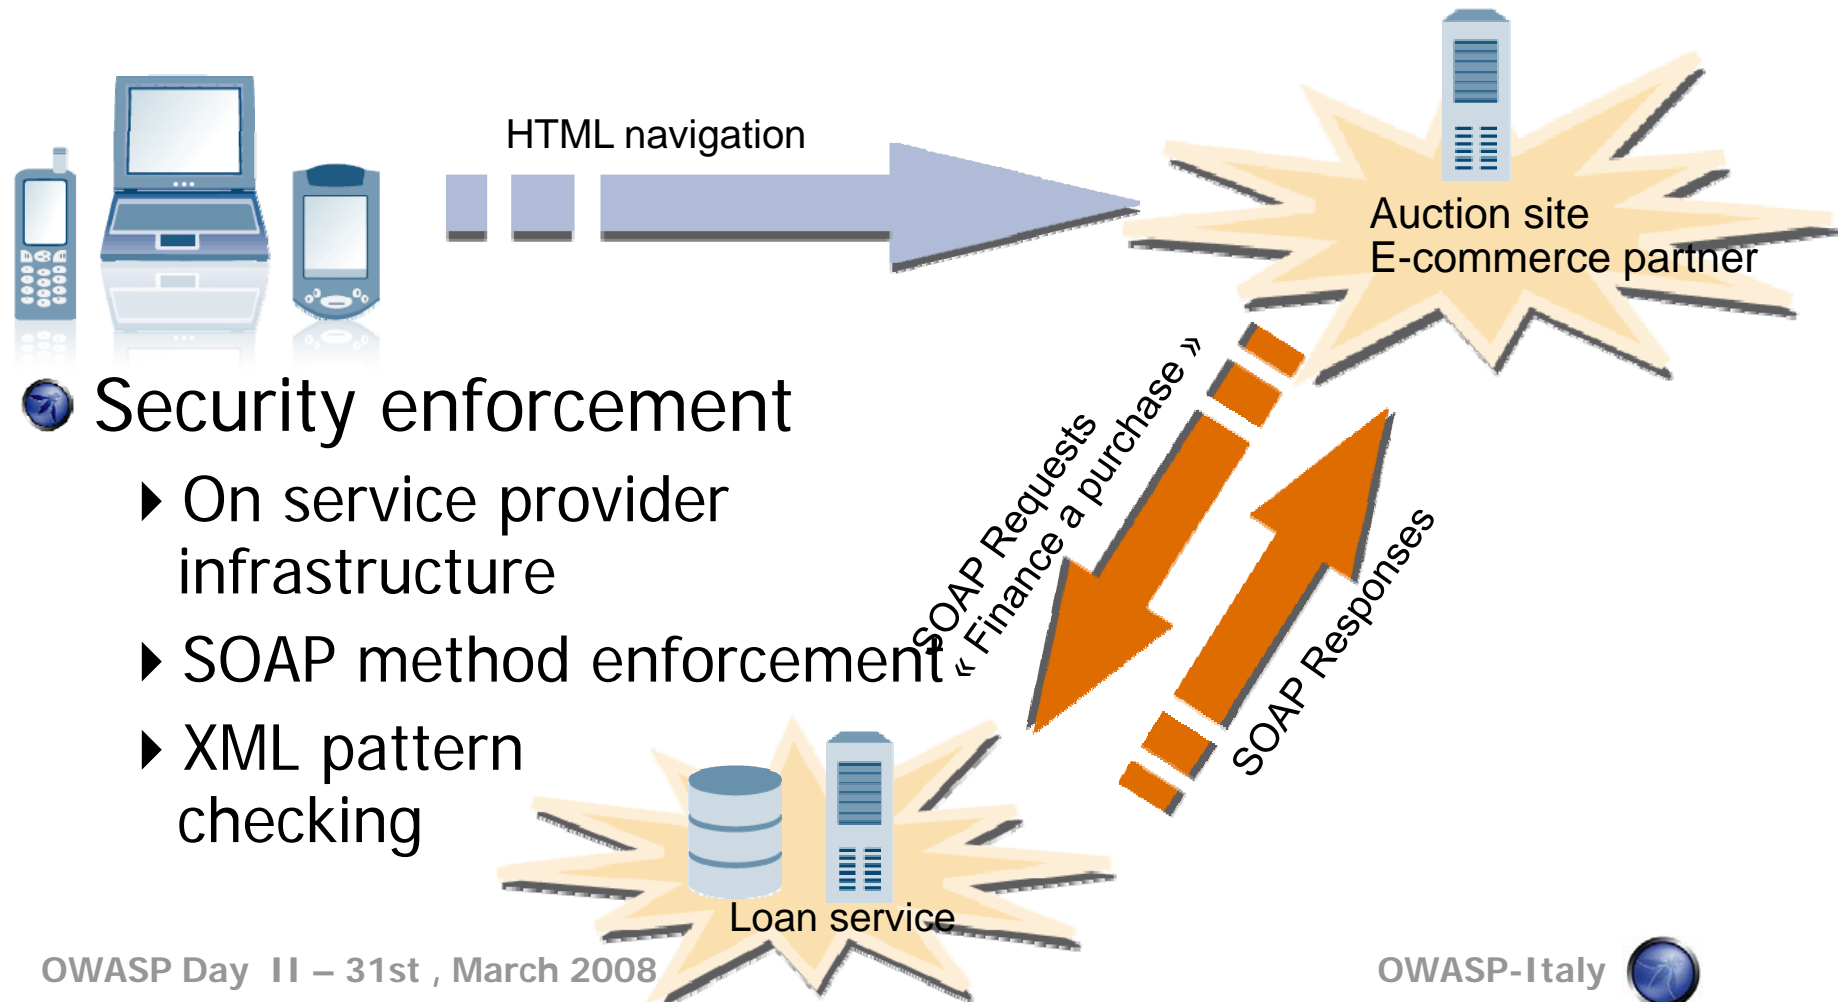 HTML navigation
Auction site
E-commerce partner
SOAP Requests
« Finance a purchase »
SOAP Responses
Security enforcement
On service provider
infrastructure
SOAP method enforcement
XML pattern
checking
Loan service
OWASP Day II – 31st , March 2008
OWASP-Italy